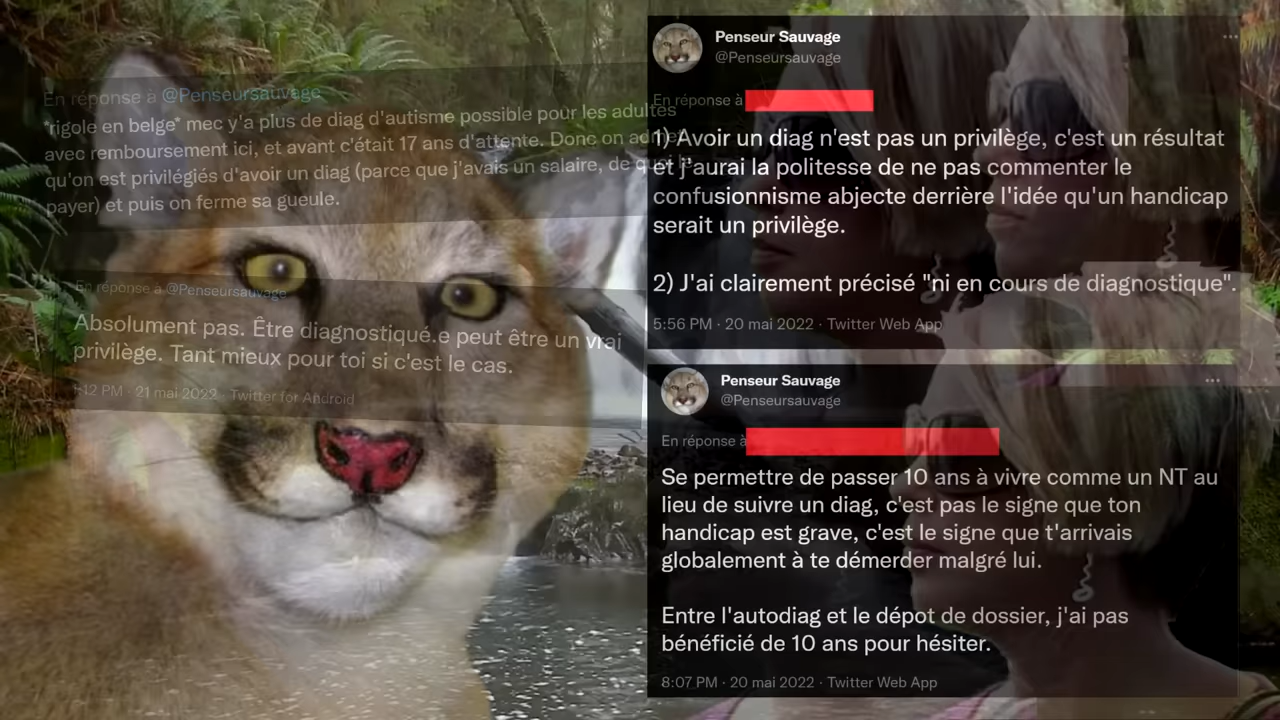 En réponse à @Penseursauvage
*rigole en belge* mec y'a plus de diag d'autisme possible pour les adultes
avec remboursement ici, et avant c'était 17 ans d'attente. Donc on ad
qu'on est privilégiés d'avoir un diag (parce que j'avais un salaire, de quoi
payer) et puis on ferme sa gueule.
En réponse à @Penseursauvage
Absolument pas. Être diagnostiqué.e peut être un vrai
privilège. Tant mieux pour toi si c'est le cas.
12 PM · 21 mai 2022 · Twitter for Android
Penseur Sauvage
@Penseursauvage
En réponse à
1) Avoir un diag n'est pas un privilège, c'est un résultat
et j'aurai la politesse de ne pas commenter le
confusionnisme abjecte derrière l'idée qu'un handicap
serait un privilège.
2) J'ai clairement précisé "ni en cours de diagnostique".
5:56 PM · 20 mai 2022 · Twitter Web App
Penseur Sauvage
@Penseursauvage
En réponse à
Se permettre de passer 10 ans à vivre comme un NT au
lieu de suivre un diag, c'est pas le signe que ton
handicap est grave, c'est le signe que t'arrivais
globalement à te démerder malgré lui.
Entre l'autodiag et le dépot de dossier, j'ai pas
bénéficié de 10 ans pour hésiter.
8:07 PM · 20 mai 2022 · Twitter Web App